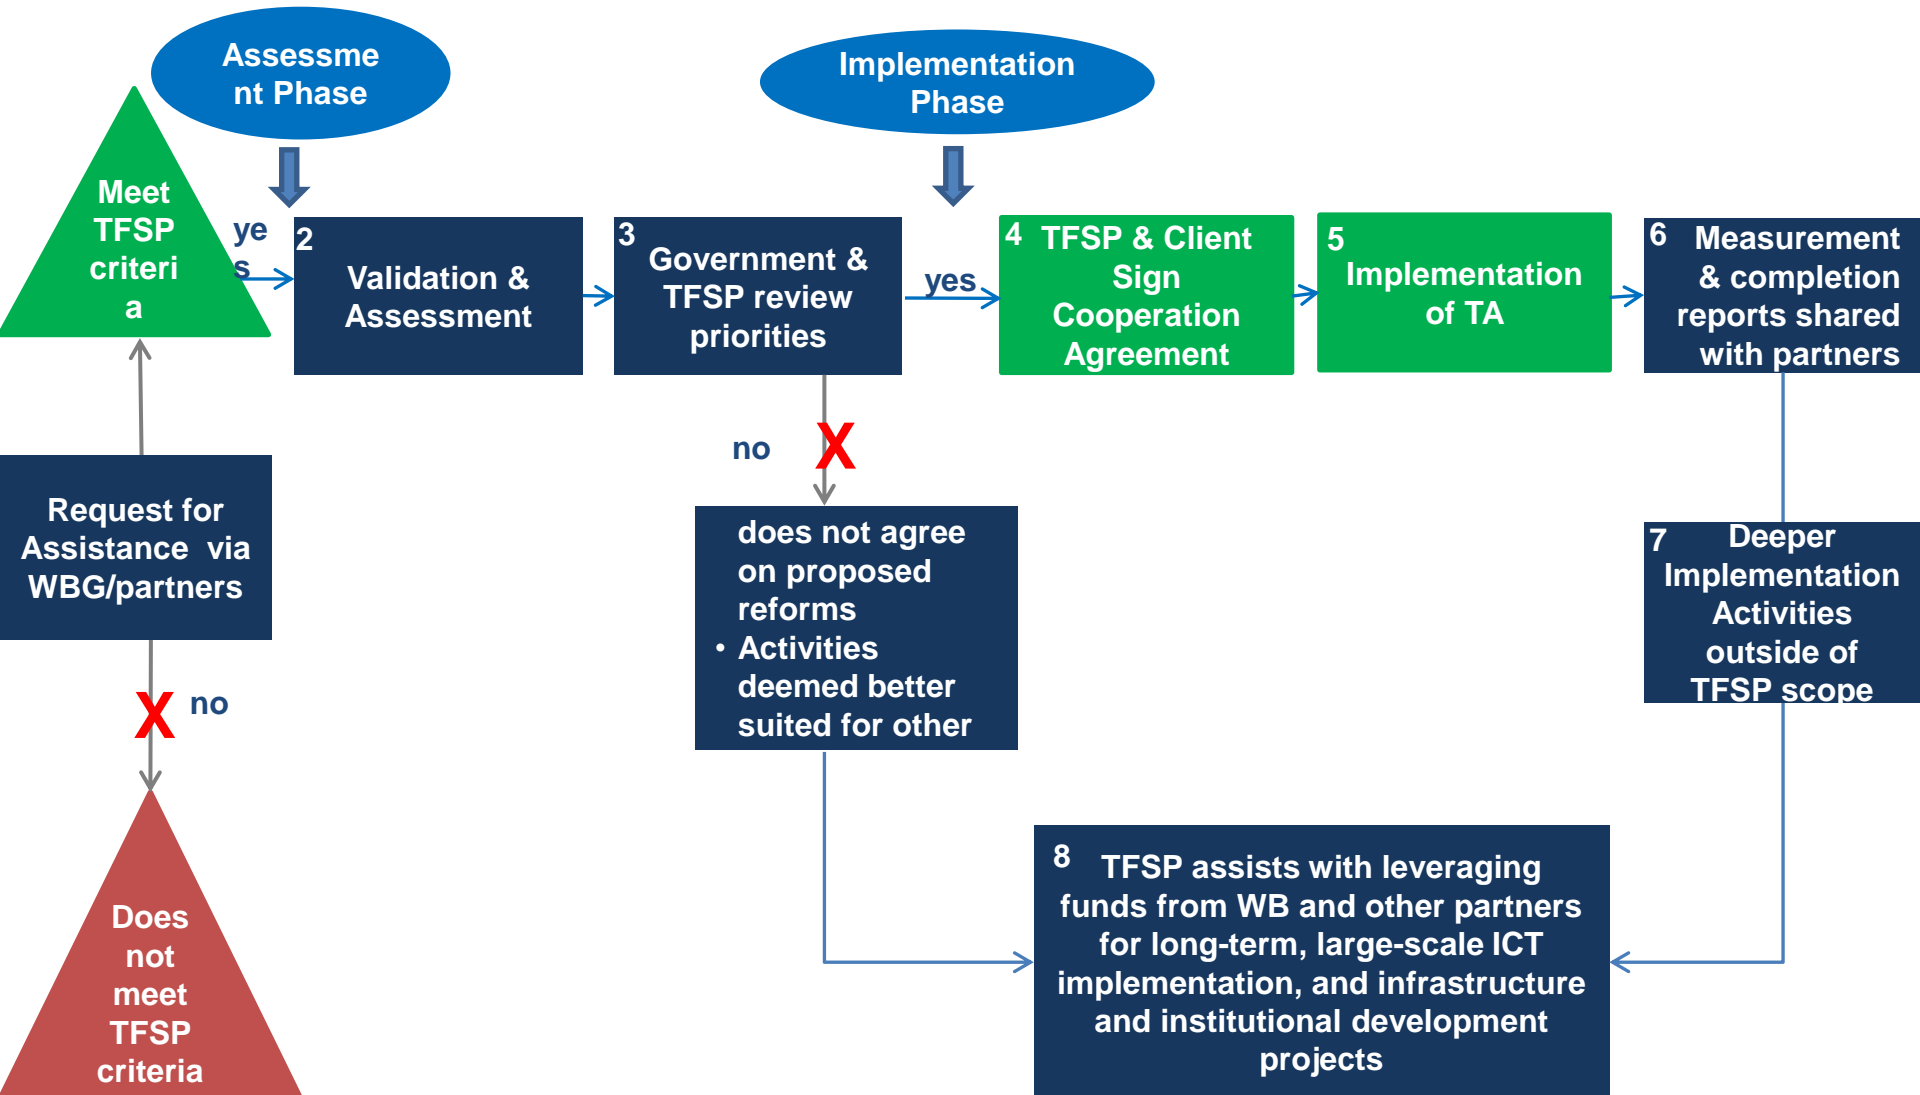 Assessme
nt Phase
Implementation
Phase
Meet
TFSP
criteri
a
ye
s
2
Validation &
Assessment
3
Government &
TFSP review
priorities
yes
4
TFSP & Client
Sign
Cooperation
Agreement
5
Implementation
of TA
6
Measurement
& completion
reports shared
with partners
Request for
Assistance via
WBG/partners
no
X
does not agree
on proposed
reforms
• Activities
deemed better
suited for other
7
Deeper
Implementation
Activities
outside of
TFSP scope
X
no
Does
not
meet
TFSP
criteria
8
TFSP assists with leveraging
funds from WB and other partners
for long-term, large-scale ICT
implementation, and infrastructure
and institutional development
projects